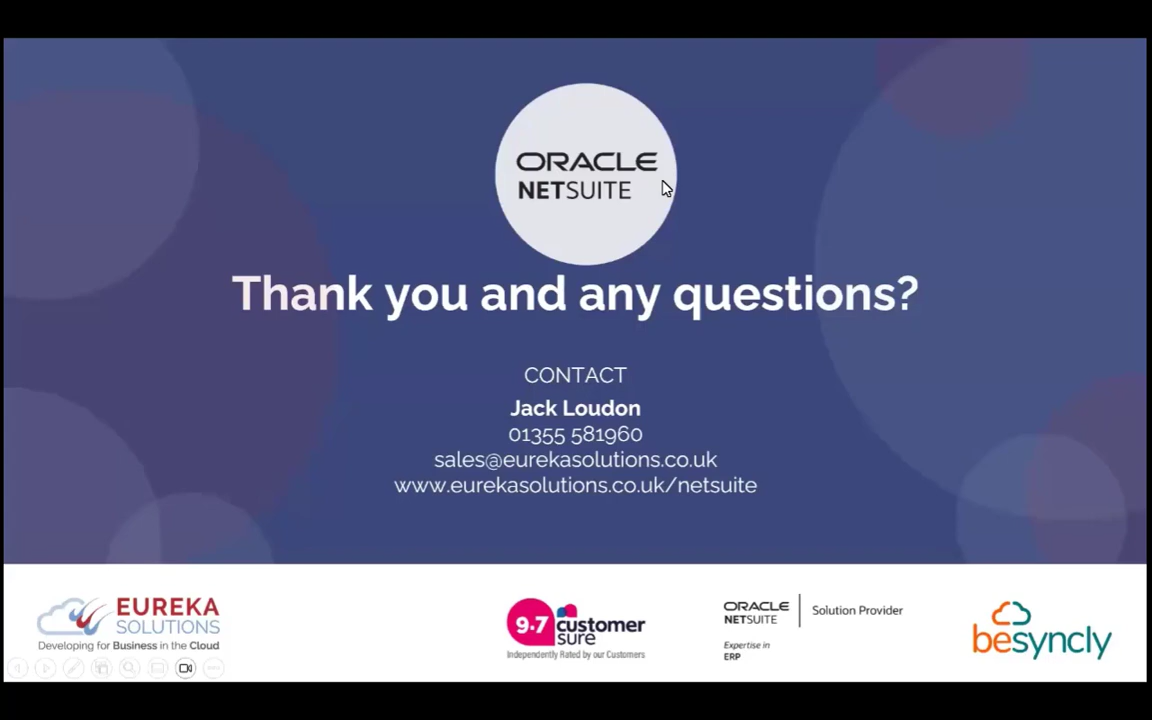 ORACLE
NETSUITE
Thank you and any questions?
CONTACT
Jack Loudon
01355 581960
sales@eurekasolutions.co.uk
www.eurekasolutions.co.uk/netsuite
EUREKA
SOLUTIONS
Developing for Business in the Cloud
9.7 customer
sure
Independently Rated by our Customers
ORACLE
NETSUITE
Solution Provider
Expertise in
ERP
besyncly